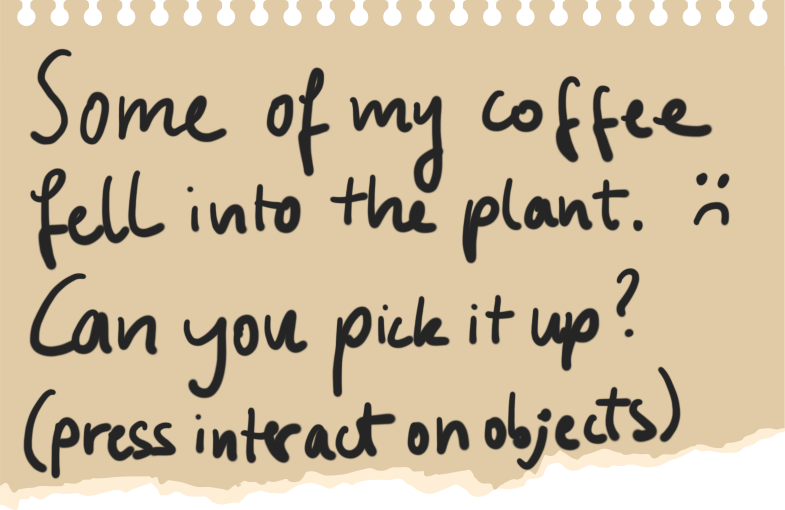 Some of my coffee
fell into the plant. :(
Can you pick it up?
(press interact on objects)